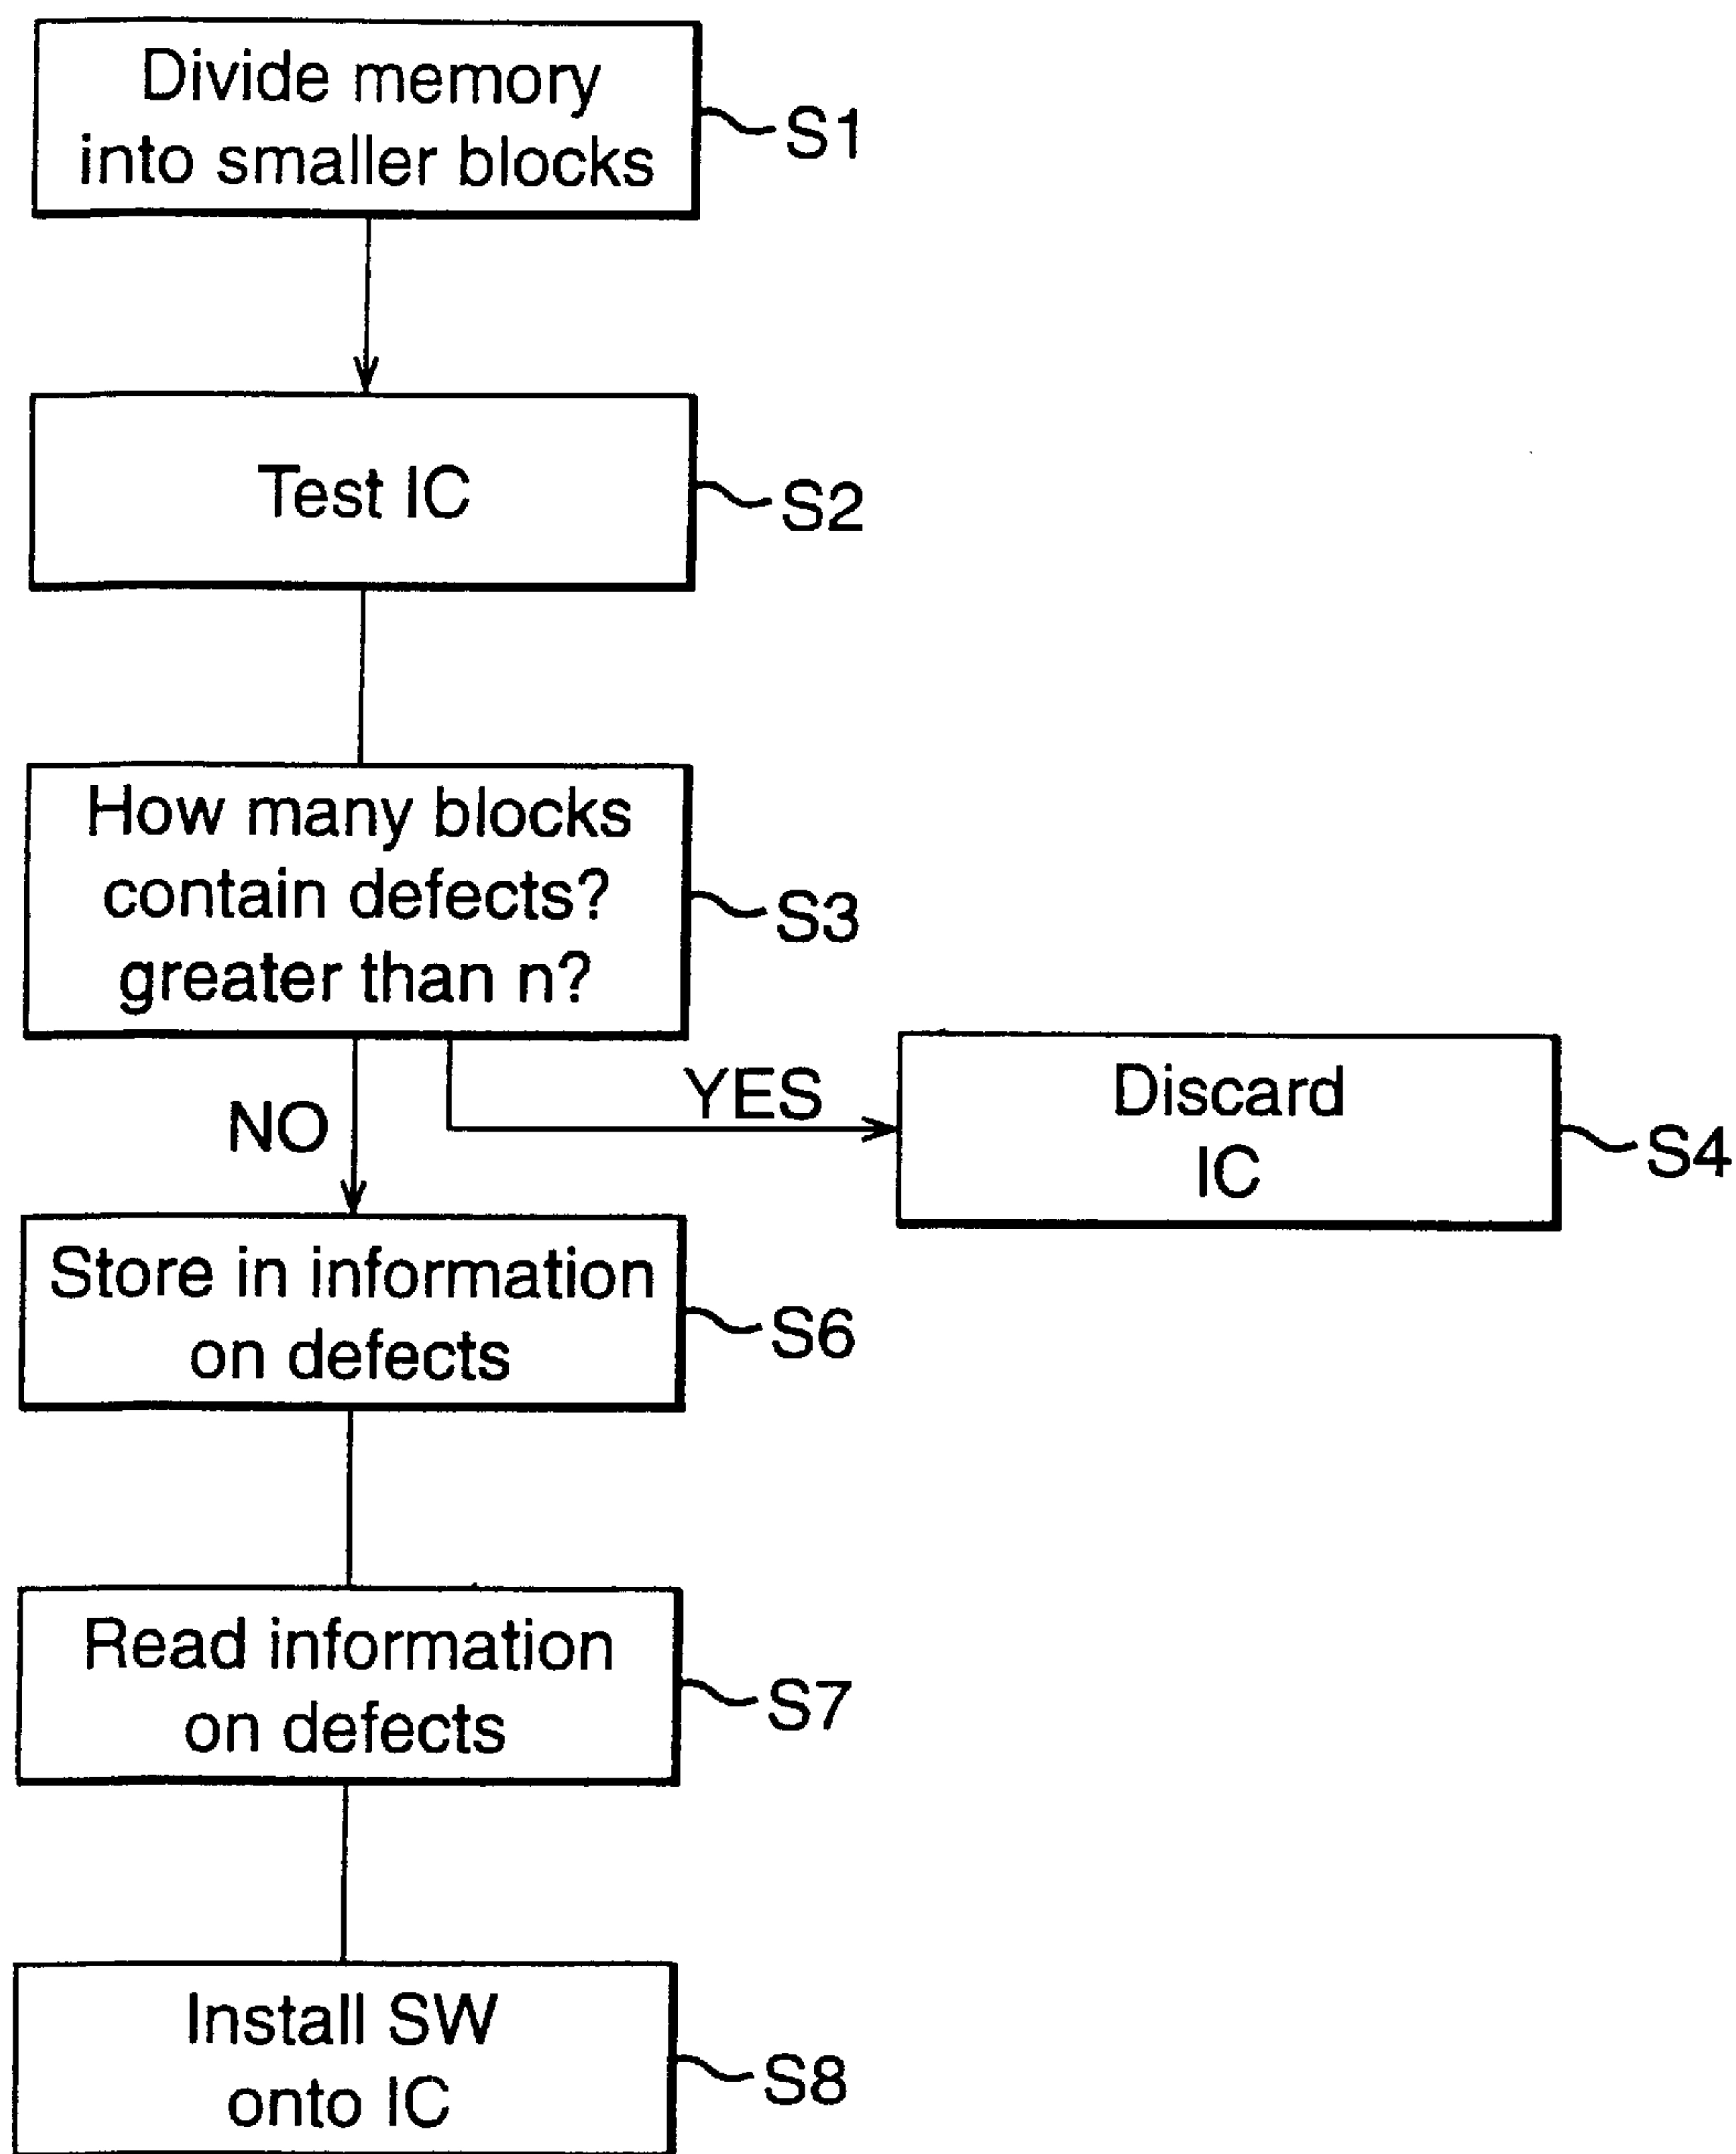 Divide memory
into smaller blocks
S1
Test IC
S2
How many blocks
contain defects?
greater than n?
S3
NO
YES
Discard
IC
S4
Store in information
on defects
S6
Read information
on defects
S7
Install SW
onto IC
S8